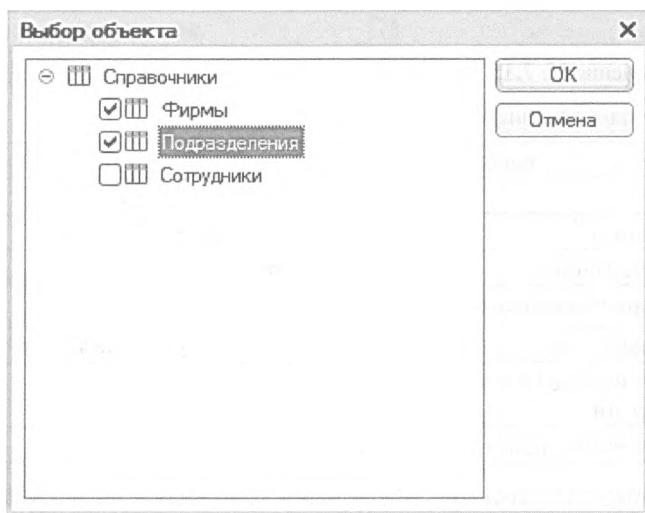 Выбор объекта
Справочники
OK
Фирмы
Отмена
Подразделения
Сотрудники